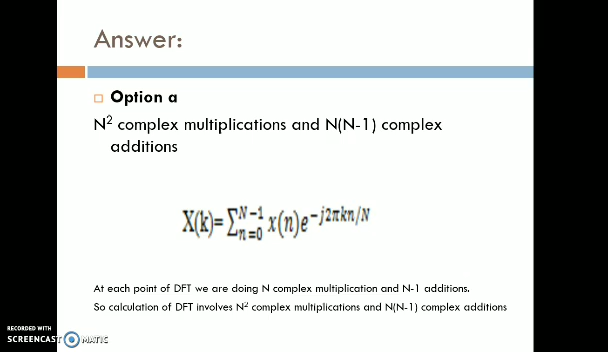 Answer:
Option a
N² complex multiplications and N(N-1) complex
additions
X(k)=∑ₙ₌₀ᴺ⁻¹ x(n)e^{-j2πkn/N}
At each point of DFT we are doing N complex multiplication and N-1 additions.
So calculation of DFT involves N² complex multiplications and N(N-1) complex additions
RECORDED WITH
SCREENCAST MATIC